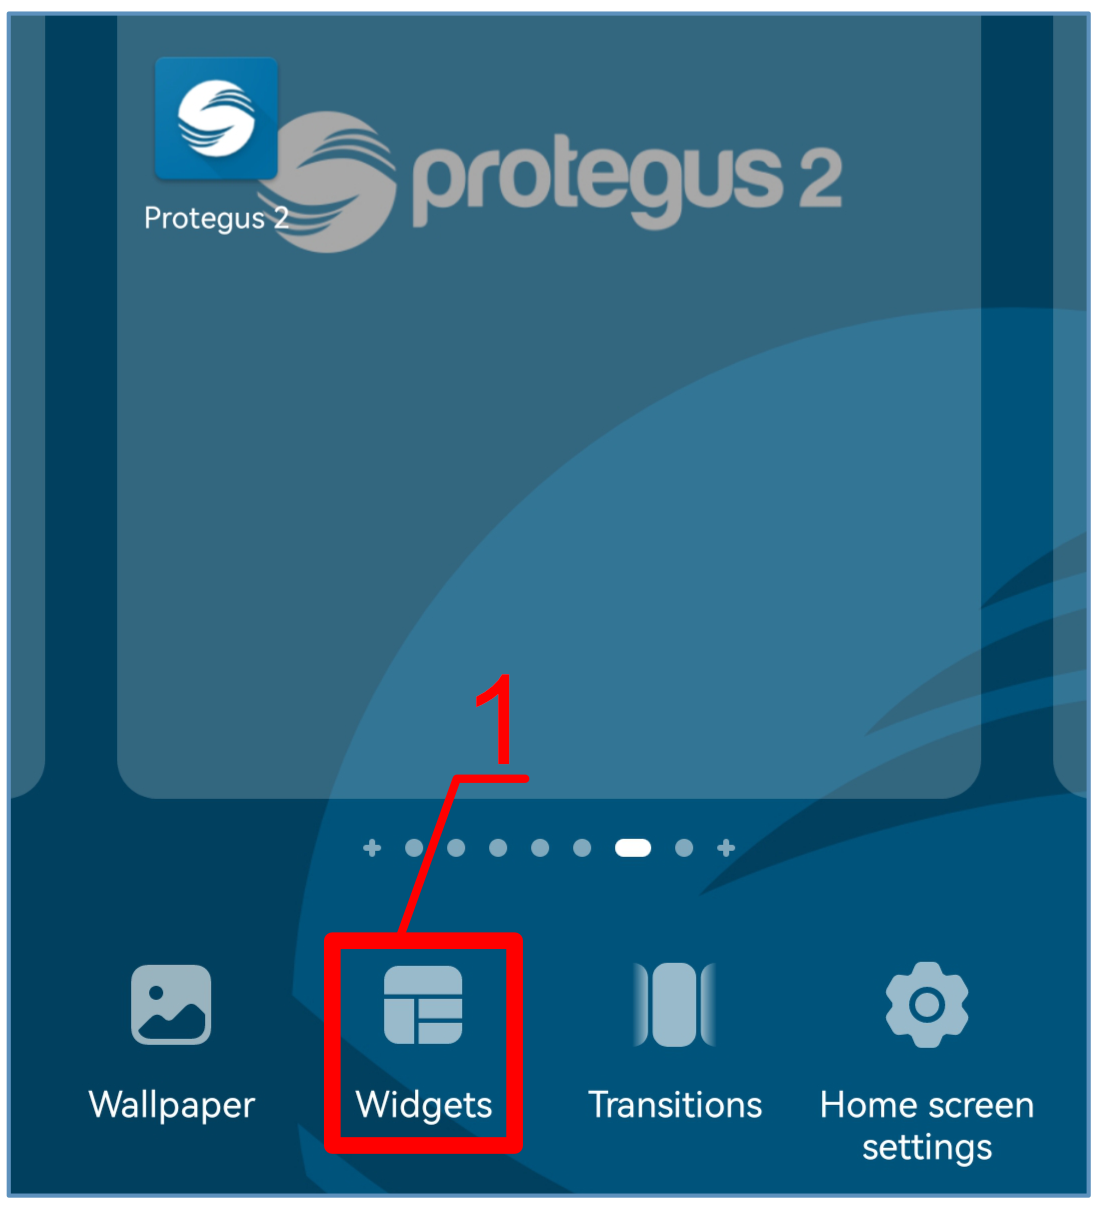 protegus 2
Protegus 2
1
Wallpaper
Widgets
Transitions
Home screen
settings